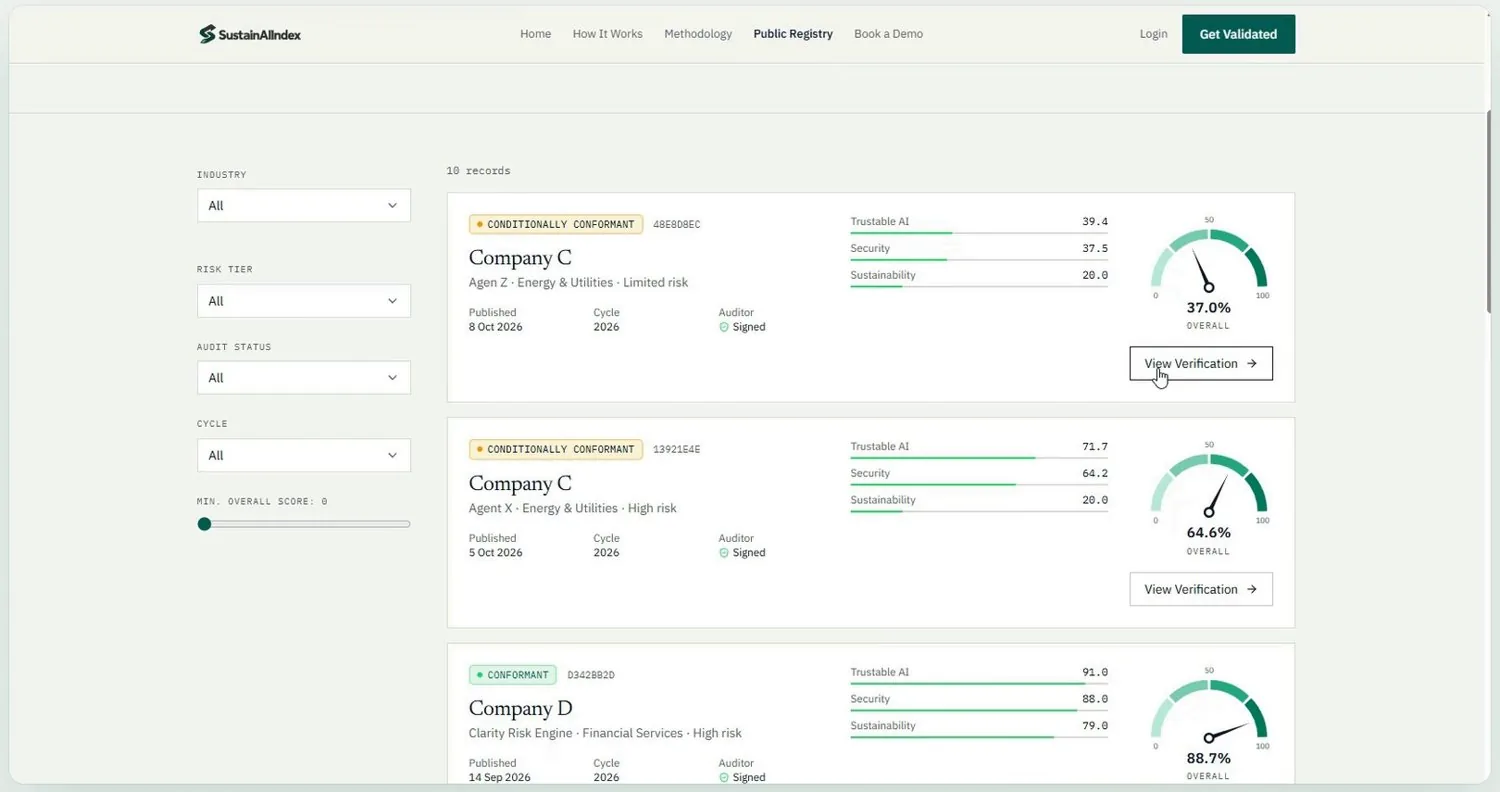 SustainAIIndex
Home How It Works Methodology Public Registry Book a Demo Login Get Validated
INDUSTRY
All
RISK TIER
All
AUDIT STATUS
All
CYCLE
All
MIN. OVERALL SCORE: 0
10 records
CONDITIONALLY CONFORMANT 48E8D8EC
Company C
Agen Z · Energy & Utilities · Limited risk
Published Cycle Auditor
8 Oct 2026 2026 Signed
Trustable AI 39.4
Security 37.5
Sustainability 20.0
50
0 100
37.0%
OVERALL
View Verification →
CONDITIONALLY CONFORMANT 13921E4E
Company C
Agent X · Energy & Utilities · High risk
Published Cycle Auditor
5 Oct 2026 2026 Signed
Trustable AI 71.7
Security 64.2
Sustainability 20.0
50
0 100
64.6%
OVERALL
View Verification →
CONFORMANT D342BB2D
Company D
Clarity Risk Engine · Financial Services · High risk
Published Cycle Auditor
14 Sep 2026 2026 Signed
Trustable AI 91.0
Security 88.0
Sustainability 79.0
50
0 100
88.7%
OVERALL